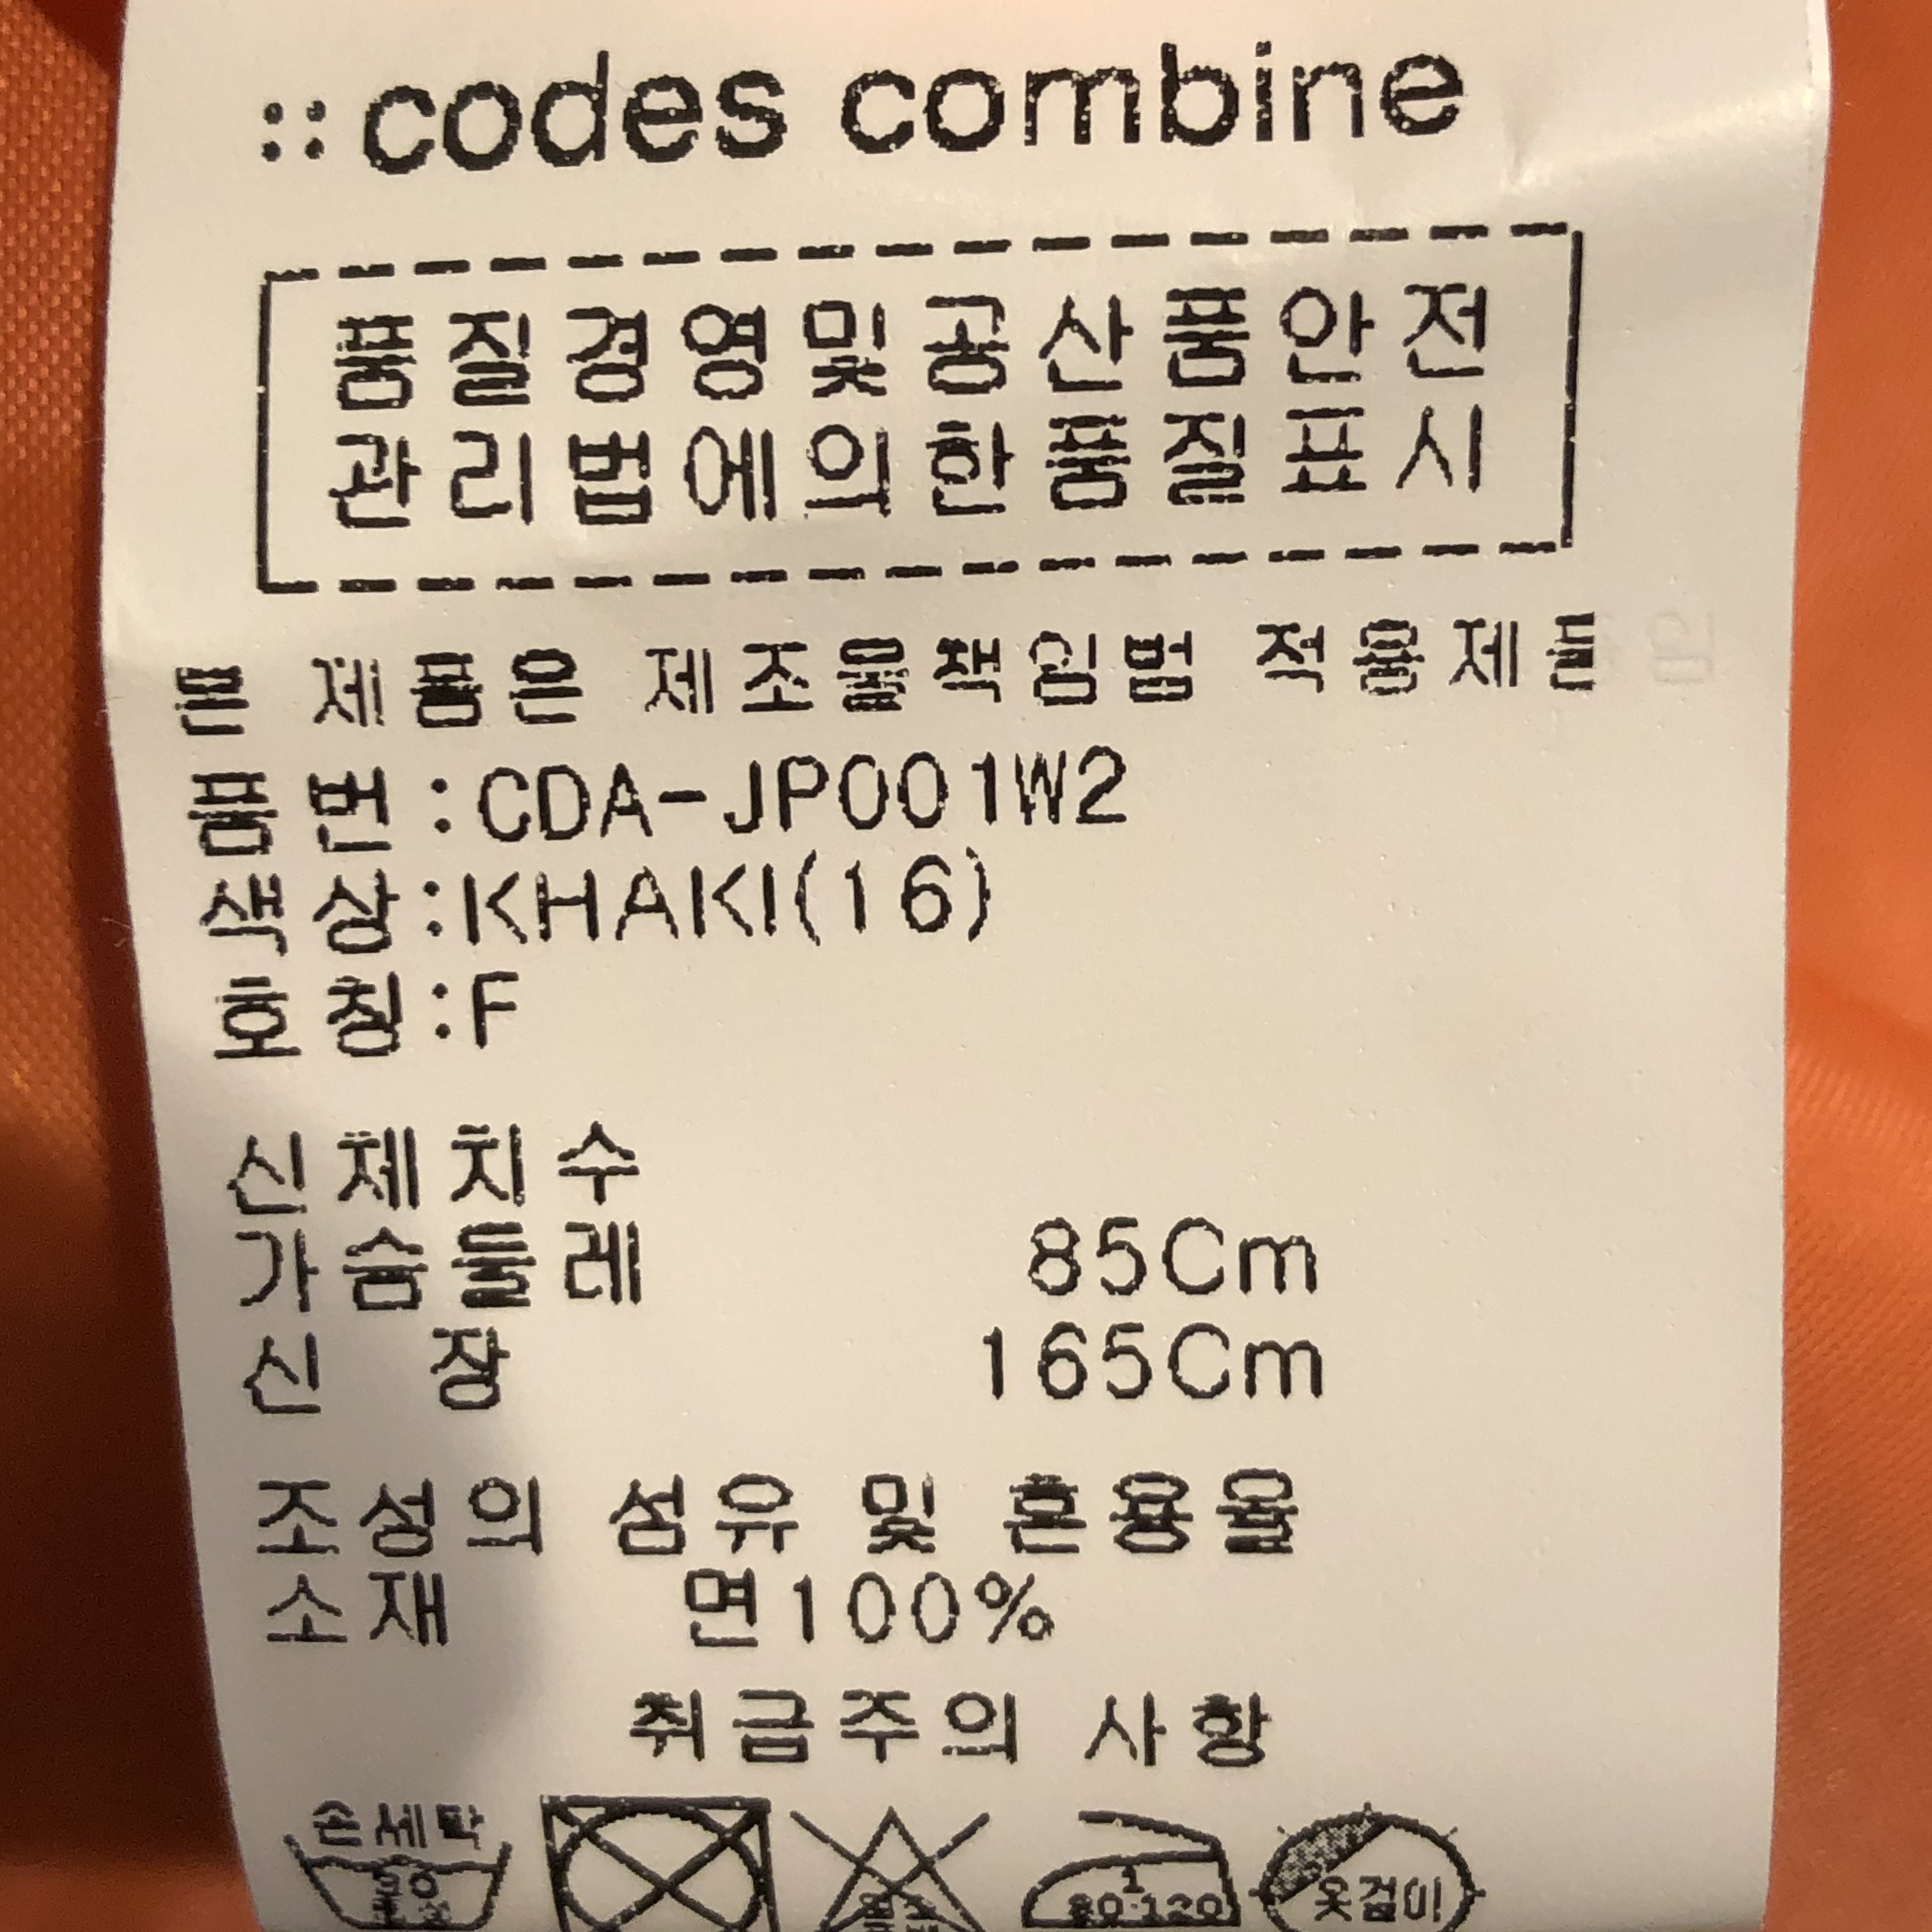 ::codes combine
품질경영및공산품안전
관리법에의한품질표시
본 제품은 제조물책임법 적용제품
품번:CDA-JP001W2
색상:KHAKI(16)
호칭:F
신체치수
가슴둘레 85Cm
신 장 165Cm
조성의 섬유 및 혼용율
소재 면100%
취급주의 사항
손세탁
80·120
옷걸이